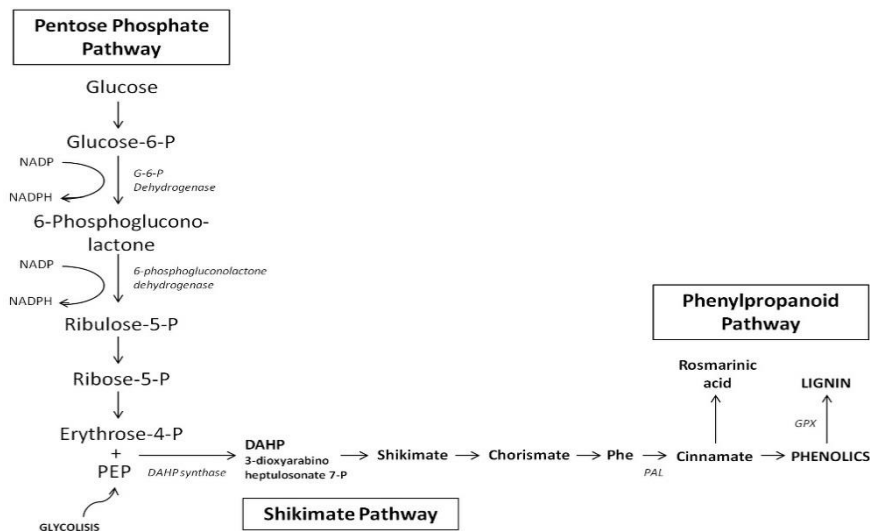 Pentose Phosphate
Pathway
Glucose
Glucose-6-P
NADP
G-6-P
Dehydrogenase
NADPH
6-Phosphoglucono-
lactone
NADP
6-phosphogluconolactone
dehydrogenase
NADPH
Ribulose-5-P
Ribose-5-P
Erythrose-4-P
+
PEP
GLYCOLISIS
DAHP synthase
DAHP
3-dioxyarabino
heptulosonate 7-P
Shikimate
Chorismate
Phe
PAL
Cinnamate
PHENOLICS
GPX
Rosmarinic
acid
LIGNIN
Phenylpropanoid
Pathway
Shikimate Pathway